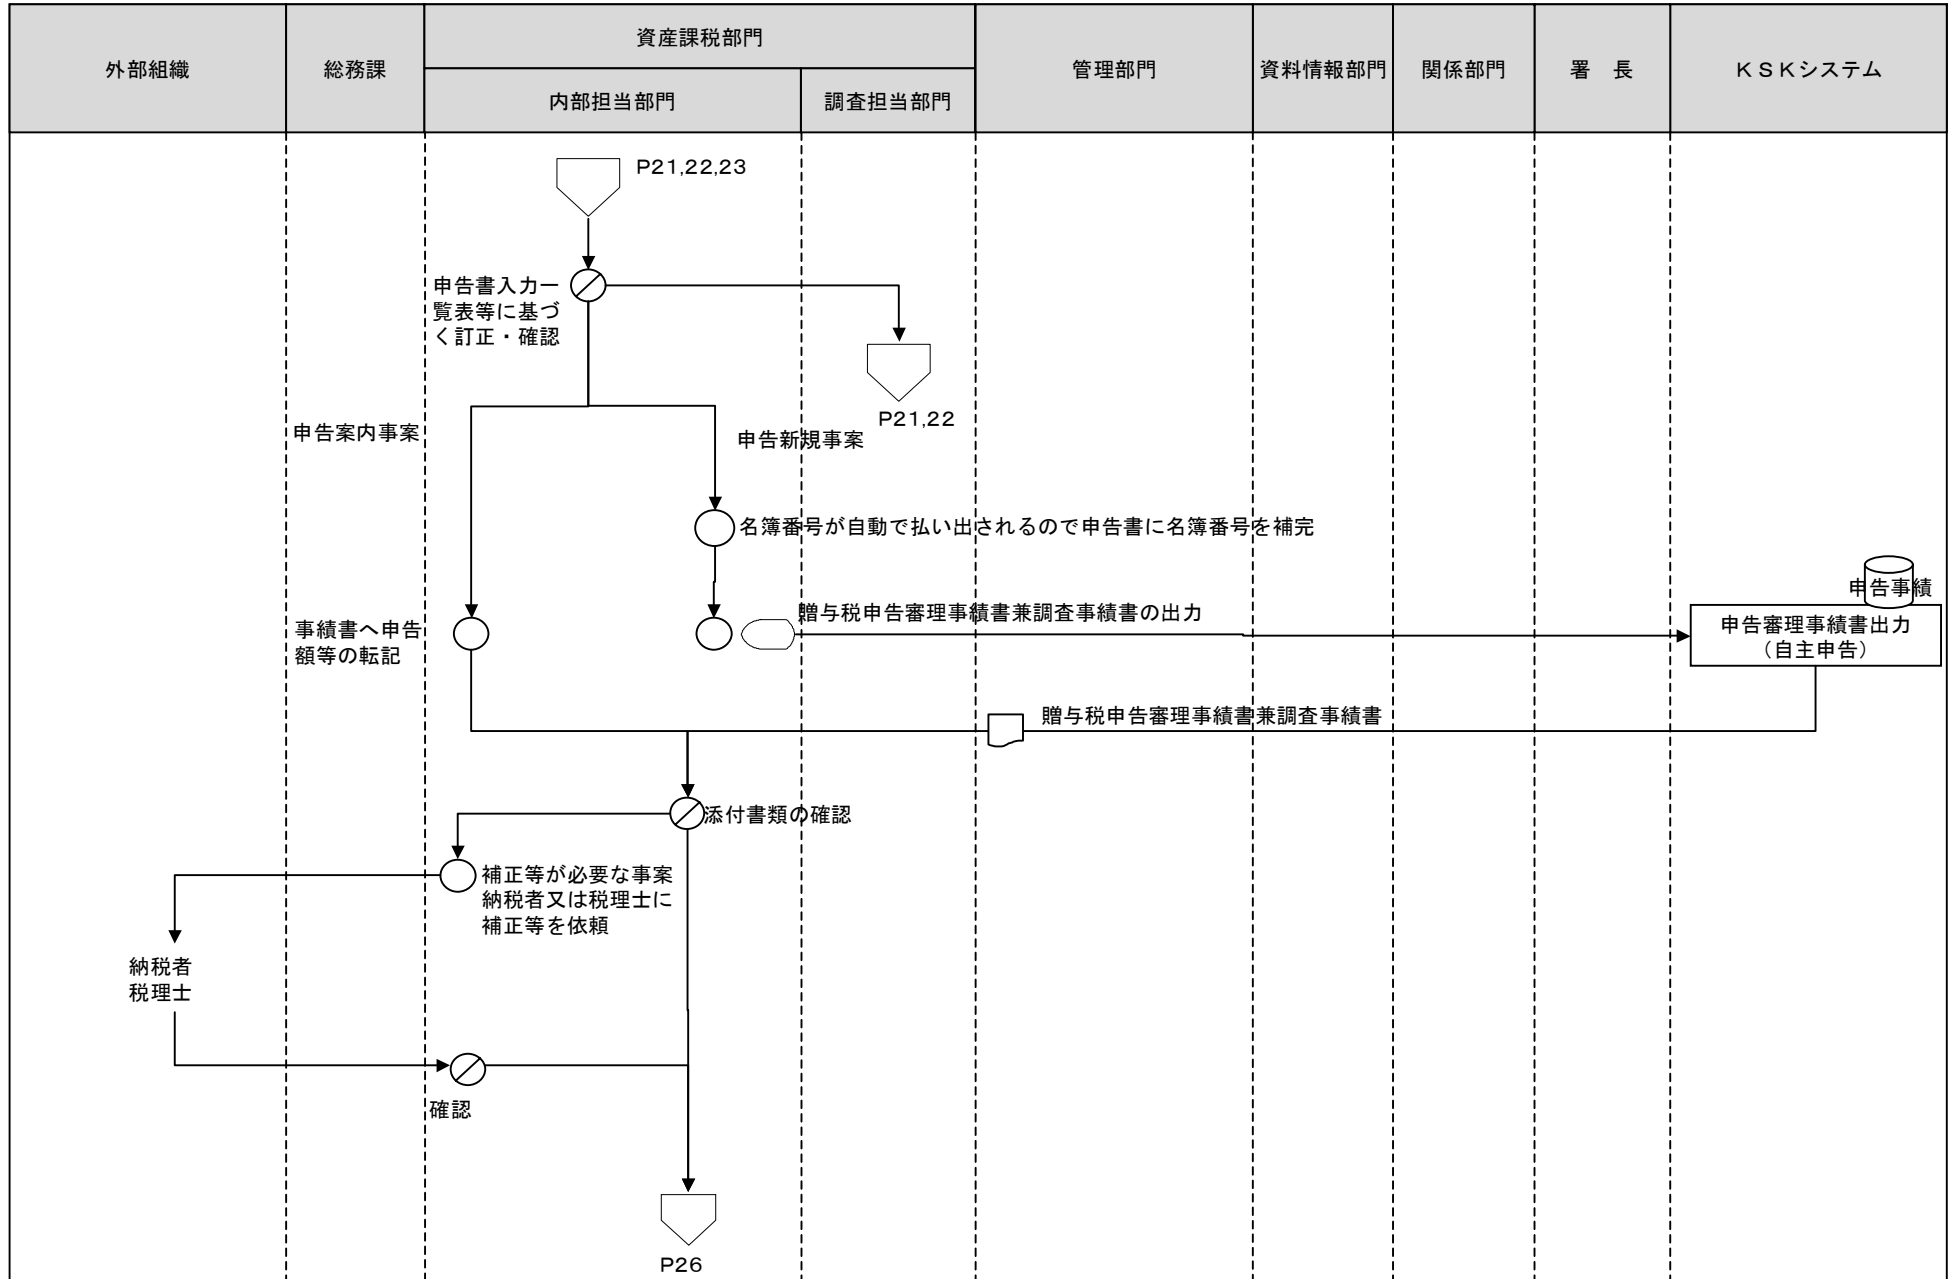 外部組織
総務課
資産課税部門
内部担当部門
調査担当部門
管理部門
資料情報部門
関係部門
署　長
ＫＳＫシステム
P21,22,23
申告書入力一
覧表等に基づ
く訂正・確認
P21,22
申告案内事案
申告新規事案
名簿番号が自動で払い出されるので申告書に名簿番号を補完
申告事績
事績書へ申告
額等の転記
贈与税申告審理事績書兼調査事績書の出力
申告審理事績書出力
（自主申告）
贈与税申告審理事績書兼調査事績書
添付書類の確認
補正等が必要な事案
納税者又は税理士に
補正等を依頼
納税者
税理士
確認
P26